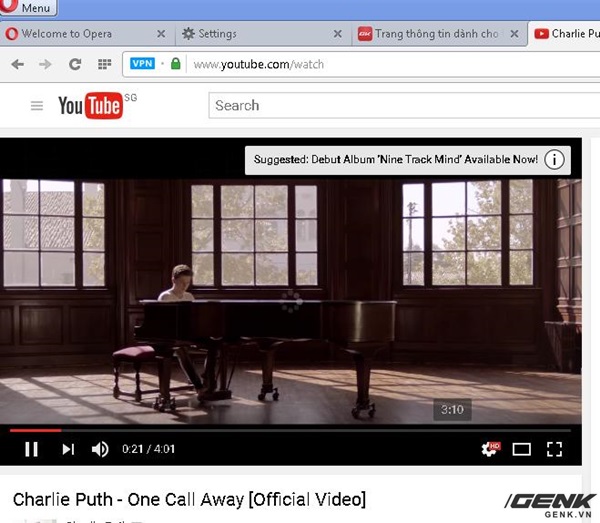 Menu
Welcome to Opera
Settings
Trang thông tin dành cho
Charlie Pu
VPN
www.youtube.com/watch
YouTube SG
Search
Suggested: Debut Album 'Nine Track Mind' Available Now!
3:10
0:21 / 4:01
HD
Charlie Puth - One Call Away [Official Video]
GENK
GENK.VN